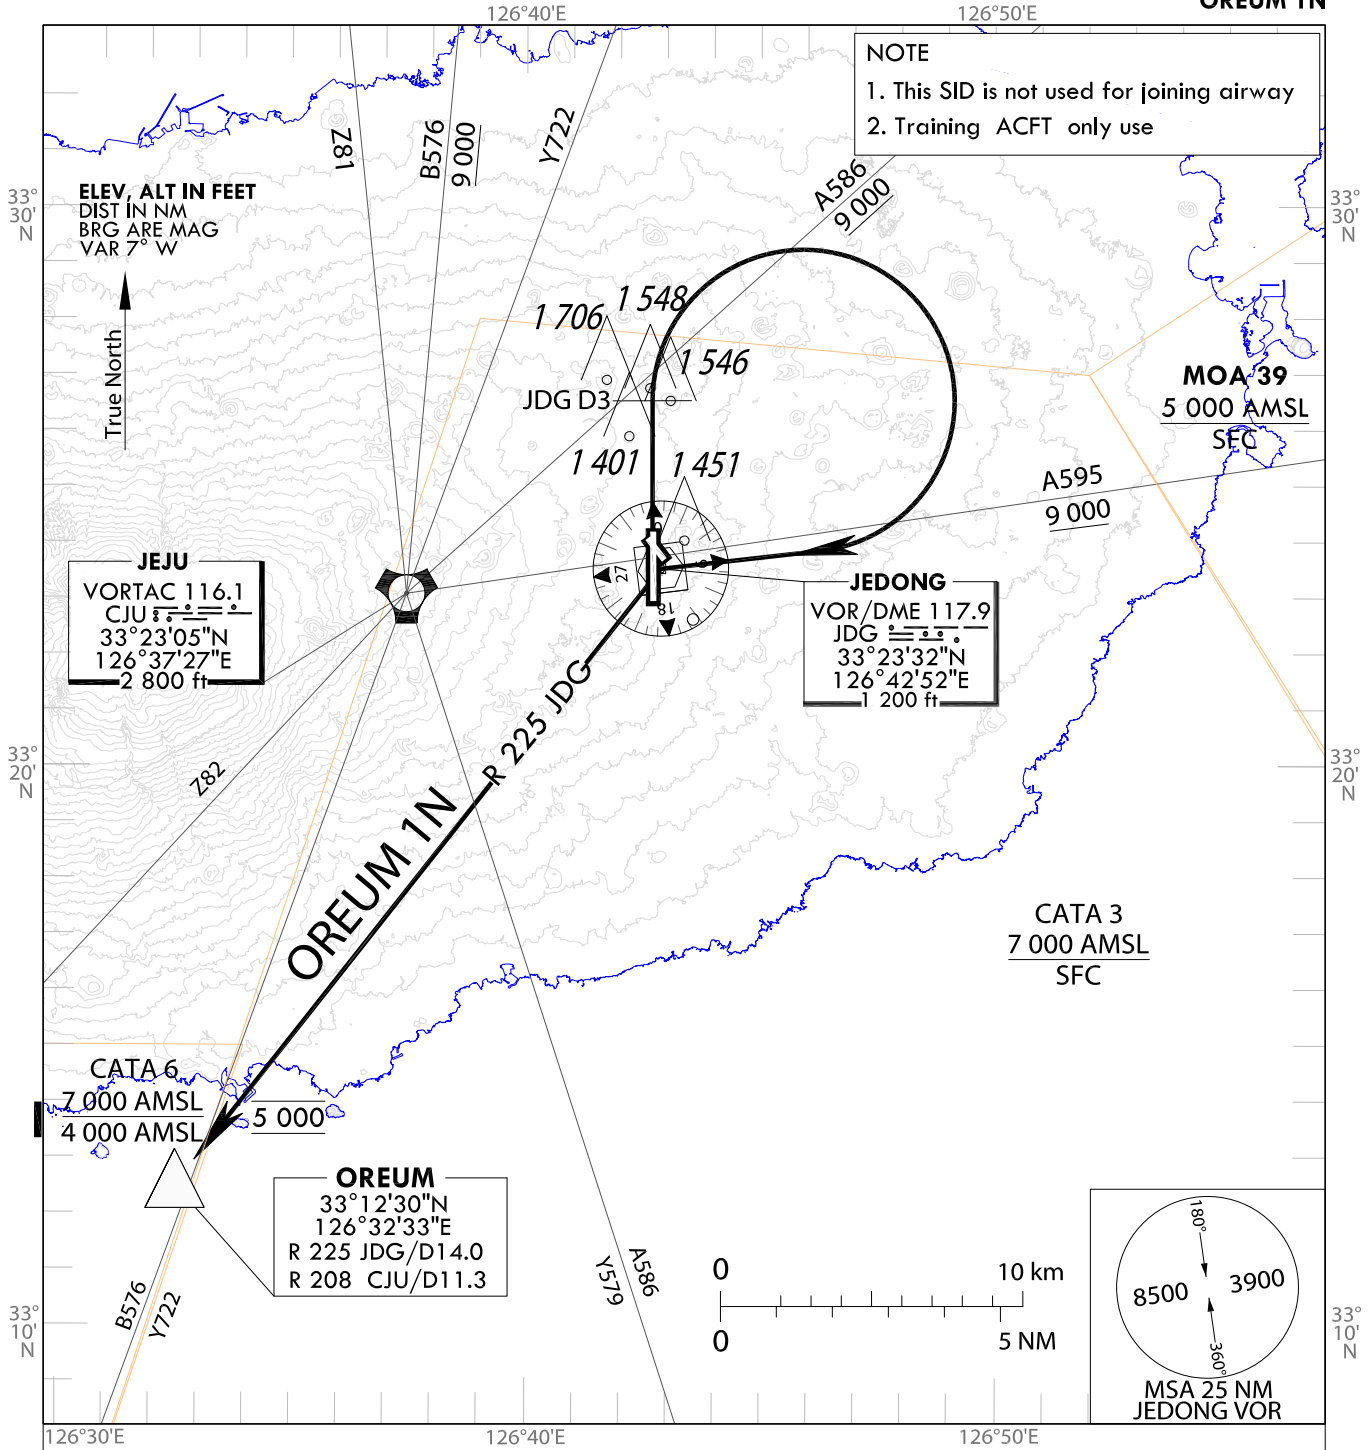 OREUM 1N
126°40'E
126°50'E
NOTE
1. This SID is not used for joining airway
2. Training ACFT only use
Z81
B576
9 000
Y722
A586
9 000
ELEV, ALT IN FEET
DIST IN NM
BRG ARE MAG
VAR 7° W
True North
33°
30'
N
33°
30'
N
1 706
1 548
1 546
JDG D3
1 401
1 451
MOA 39
5 000 AMSL
SFC
A595
9 000
JEJU
VORTAC 116.1
CJU
33°23'05"N
126°37'27"E
2 800 ft
27
18
JEDONG
VOR/DME 117.9
JDG
33°23'32"N
126°42'52"E
1 200 ft
R 225 JDG
33°
20'
N
33°
20'
N
Z82
OREUM 1N
CATA 3
7 000 AMSL
SFC
CATA 6
7 000 AMSL
4 000 AMSL
5 000
OREUM
33°12'30"N
126°32'33"E
R 225 JDG/D14.0
R 208 CJU/D11.3
B576
Y722
Y579
A586
33°
10'
N
33°
10'
N
0
10 km
0
5 NM
180°
8500
3900
360°
MSA 25 NM
JEDONG VOR
126°30'E
126°40'E
126°50'E